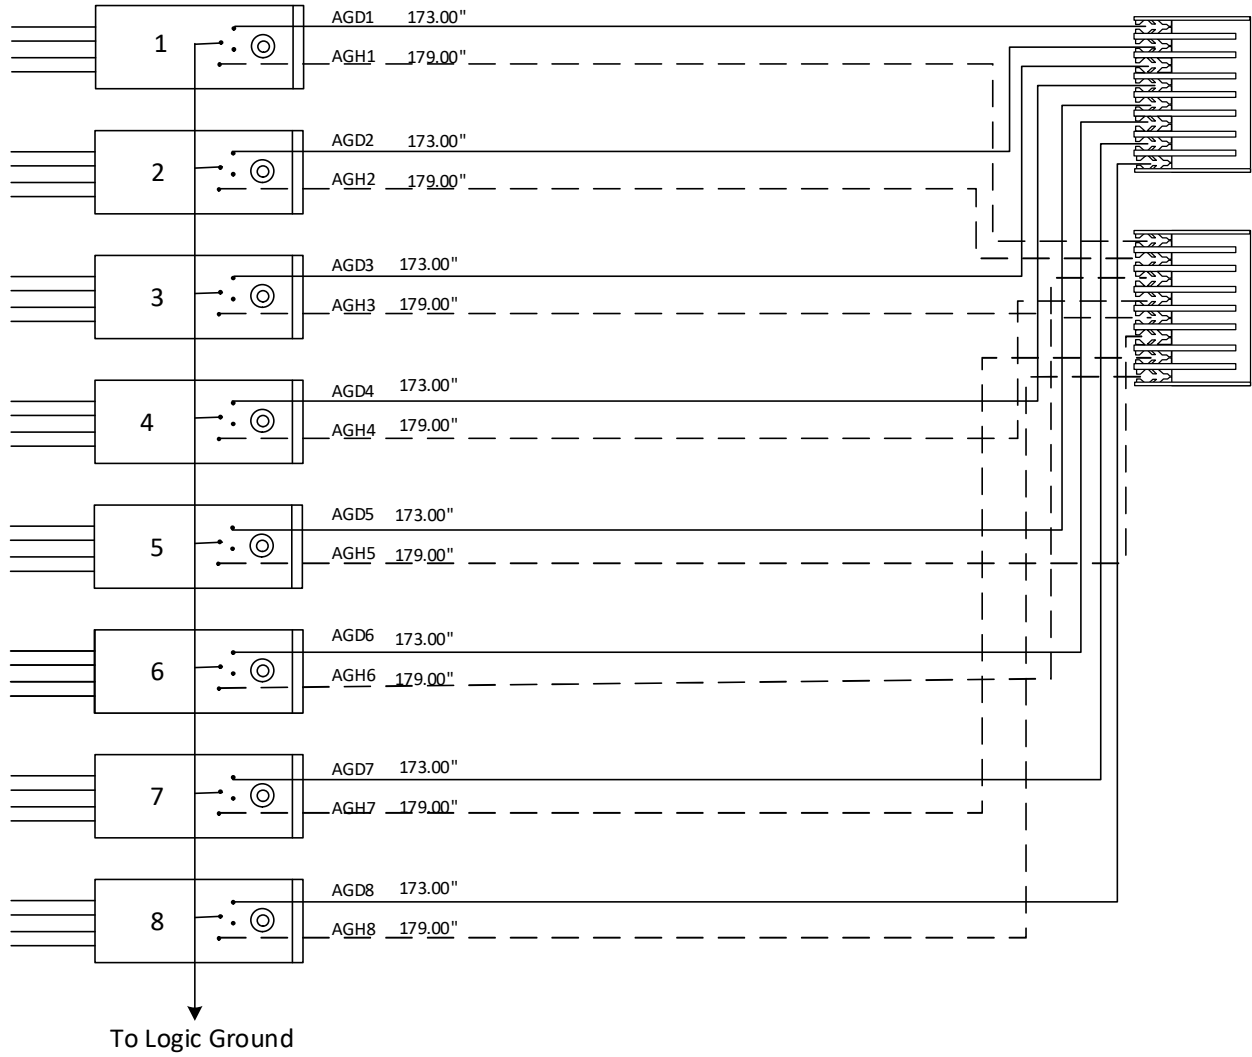 AGD1 173.00"
1
AGH1 179.00"
AGD2 173.00"
2
AGH2 179.00"
AGD3 173.00"
3
AGH3 179.00"
AGD4 173.00"
4
AGH4 179.00"
AGD5 173.00"
5
AGH5 179.00"
AGD6 173.00"
6
AGH6 179.00"
AGD7 173.00"
7
AGH7 179.00"
AGD8 173.00"
8
AGH8 179.00"
To Logic Ground